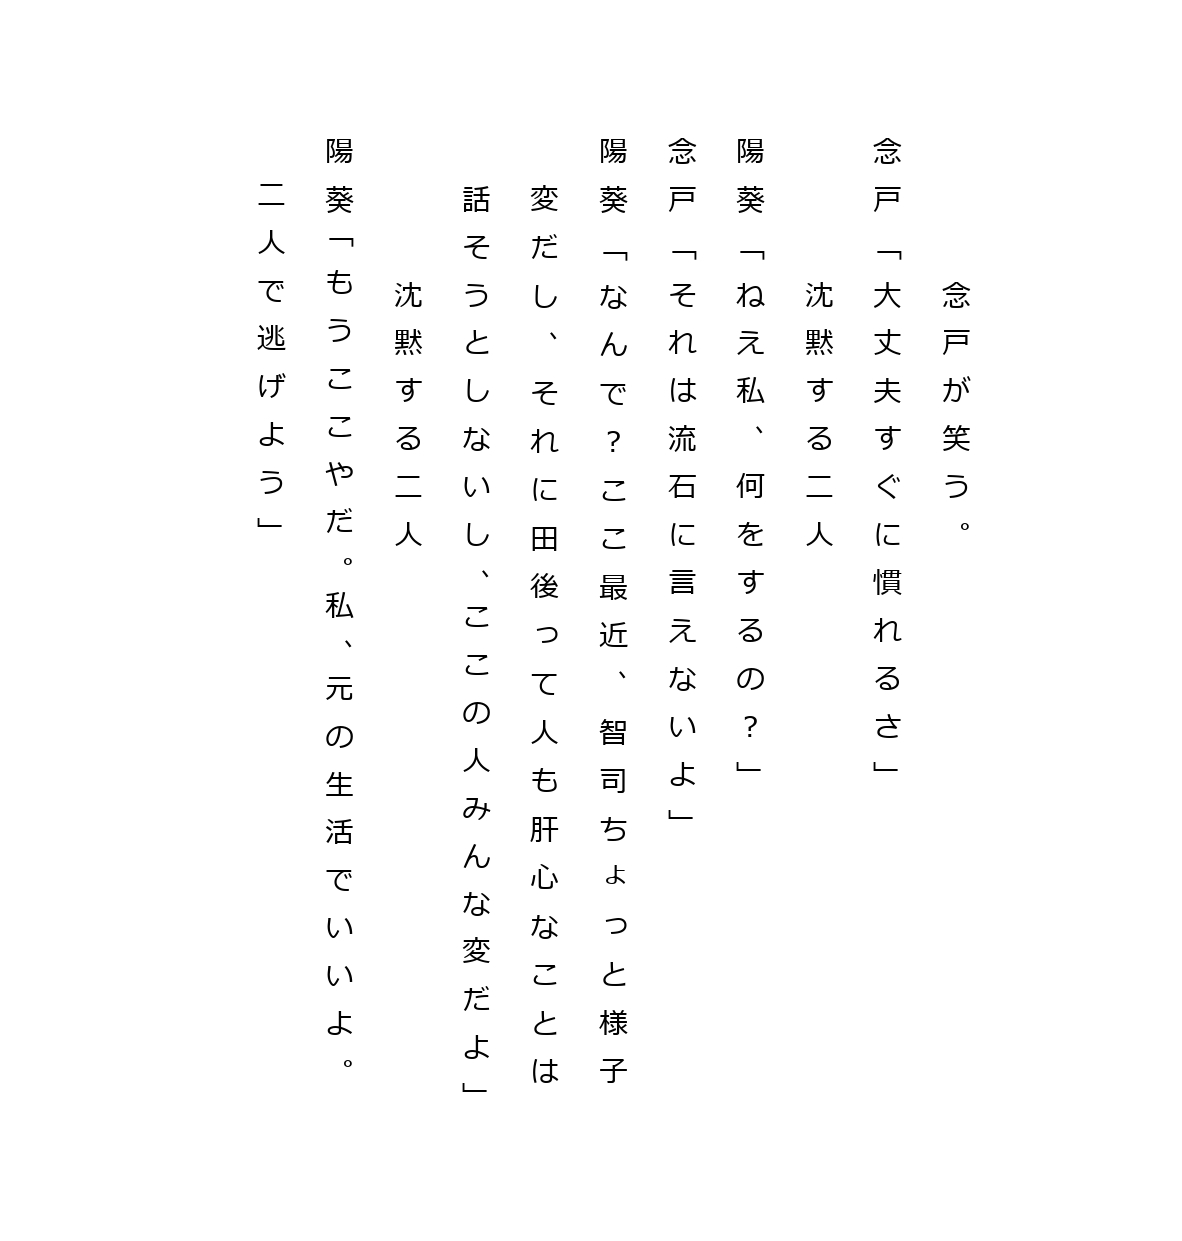 念戸が笑う。
念戸「大丈夫すぐに慣れるさ」
沈黙する二人
陽葵「ねえ私、何をするの？」
念戸「それは流石に言えないよ」
陽葵「なんで？ここ最近、智司ちょっと様子
変だし、それに田後って人も肝心なことは
話そうとしないし、ここの人みんな変だよ」
沈黙する二人
陽葵「もうここやだ。私、元の生活でいいよ。
二人で逃げよう」